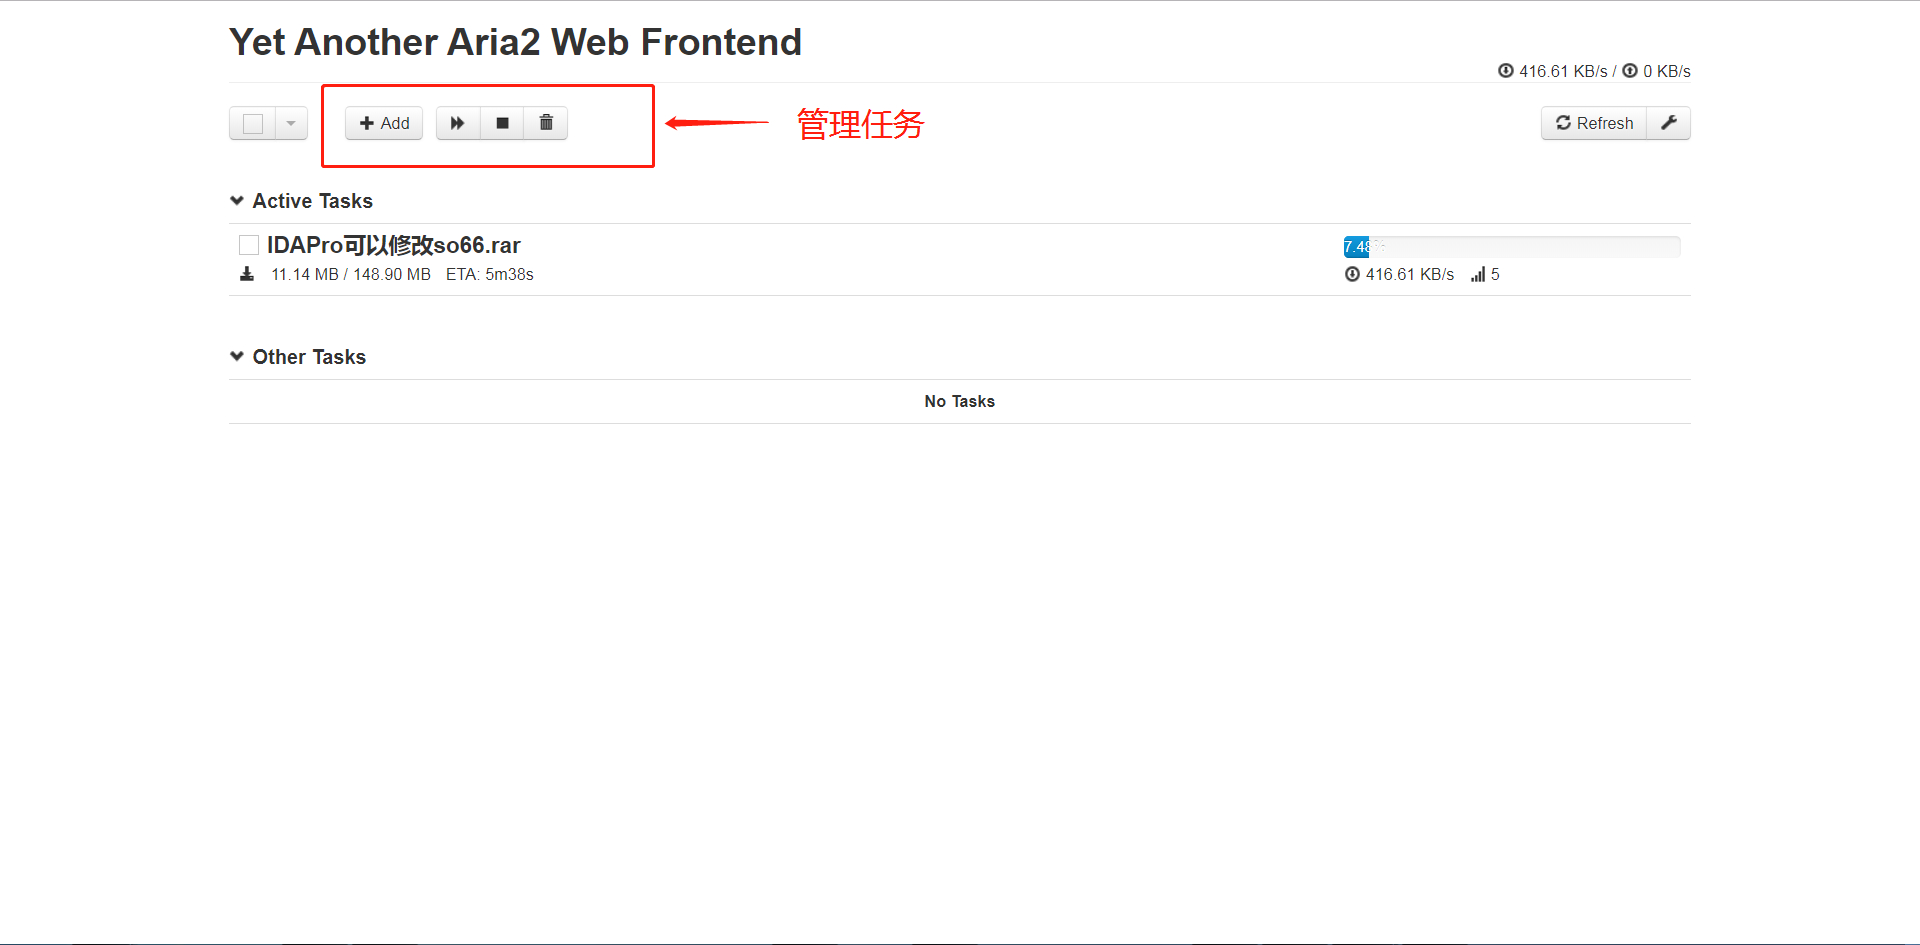 Yet Another Aria2 Web Frontend
416.61 KB/s / 0 KB/s
Add
管理任务
Refresh
Active Tasks
IDAPro可以修改so66.rar
7.48%
11.14 MB / 148.90 MB ETA: 5m38s
416.61 KB/s 5
Other Tasks
No Tasks